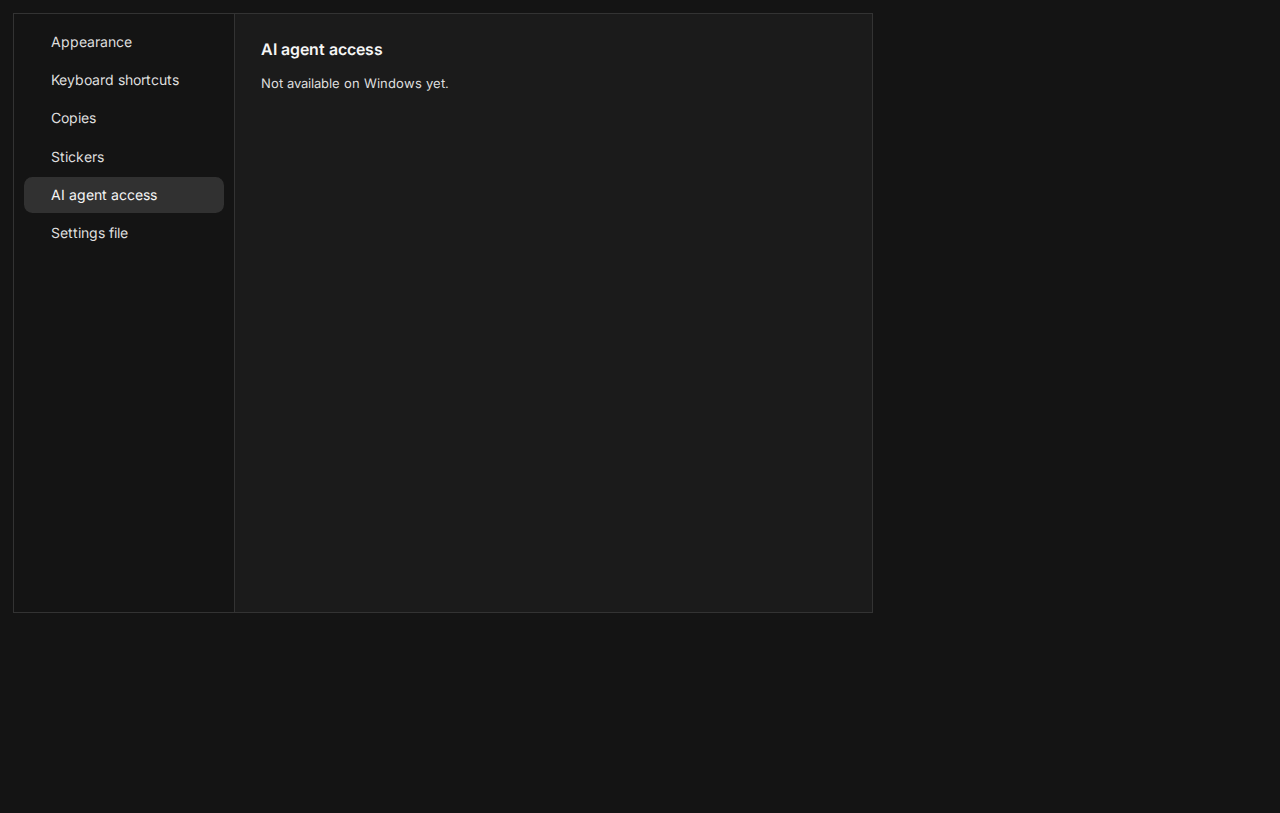 Appearance
Keyboard shortcuts
Copies
Stickers
AI agent access
Settings file
AI agent access
Not available on Windows yet.